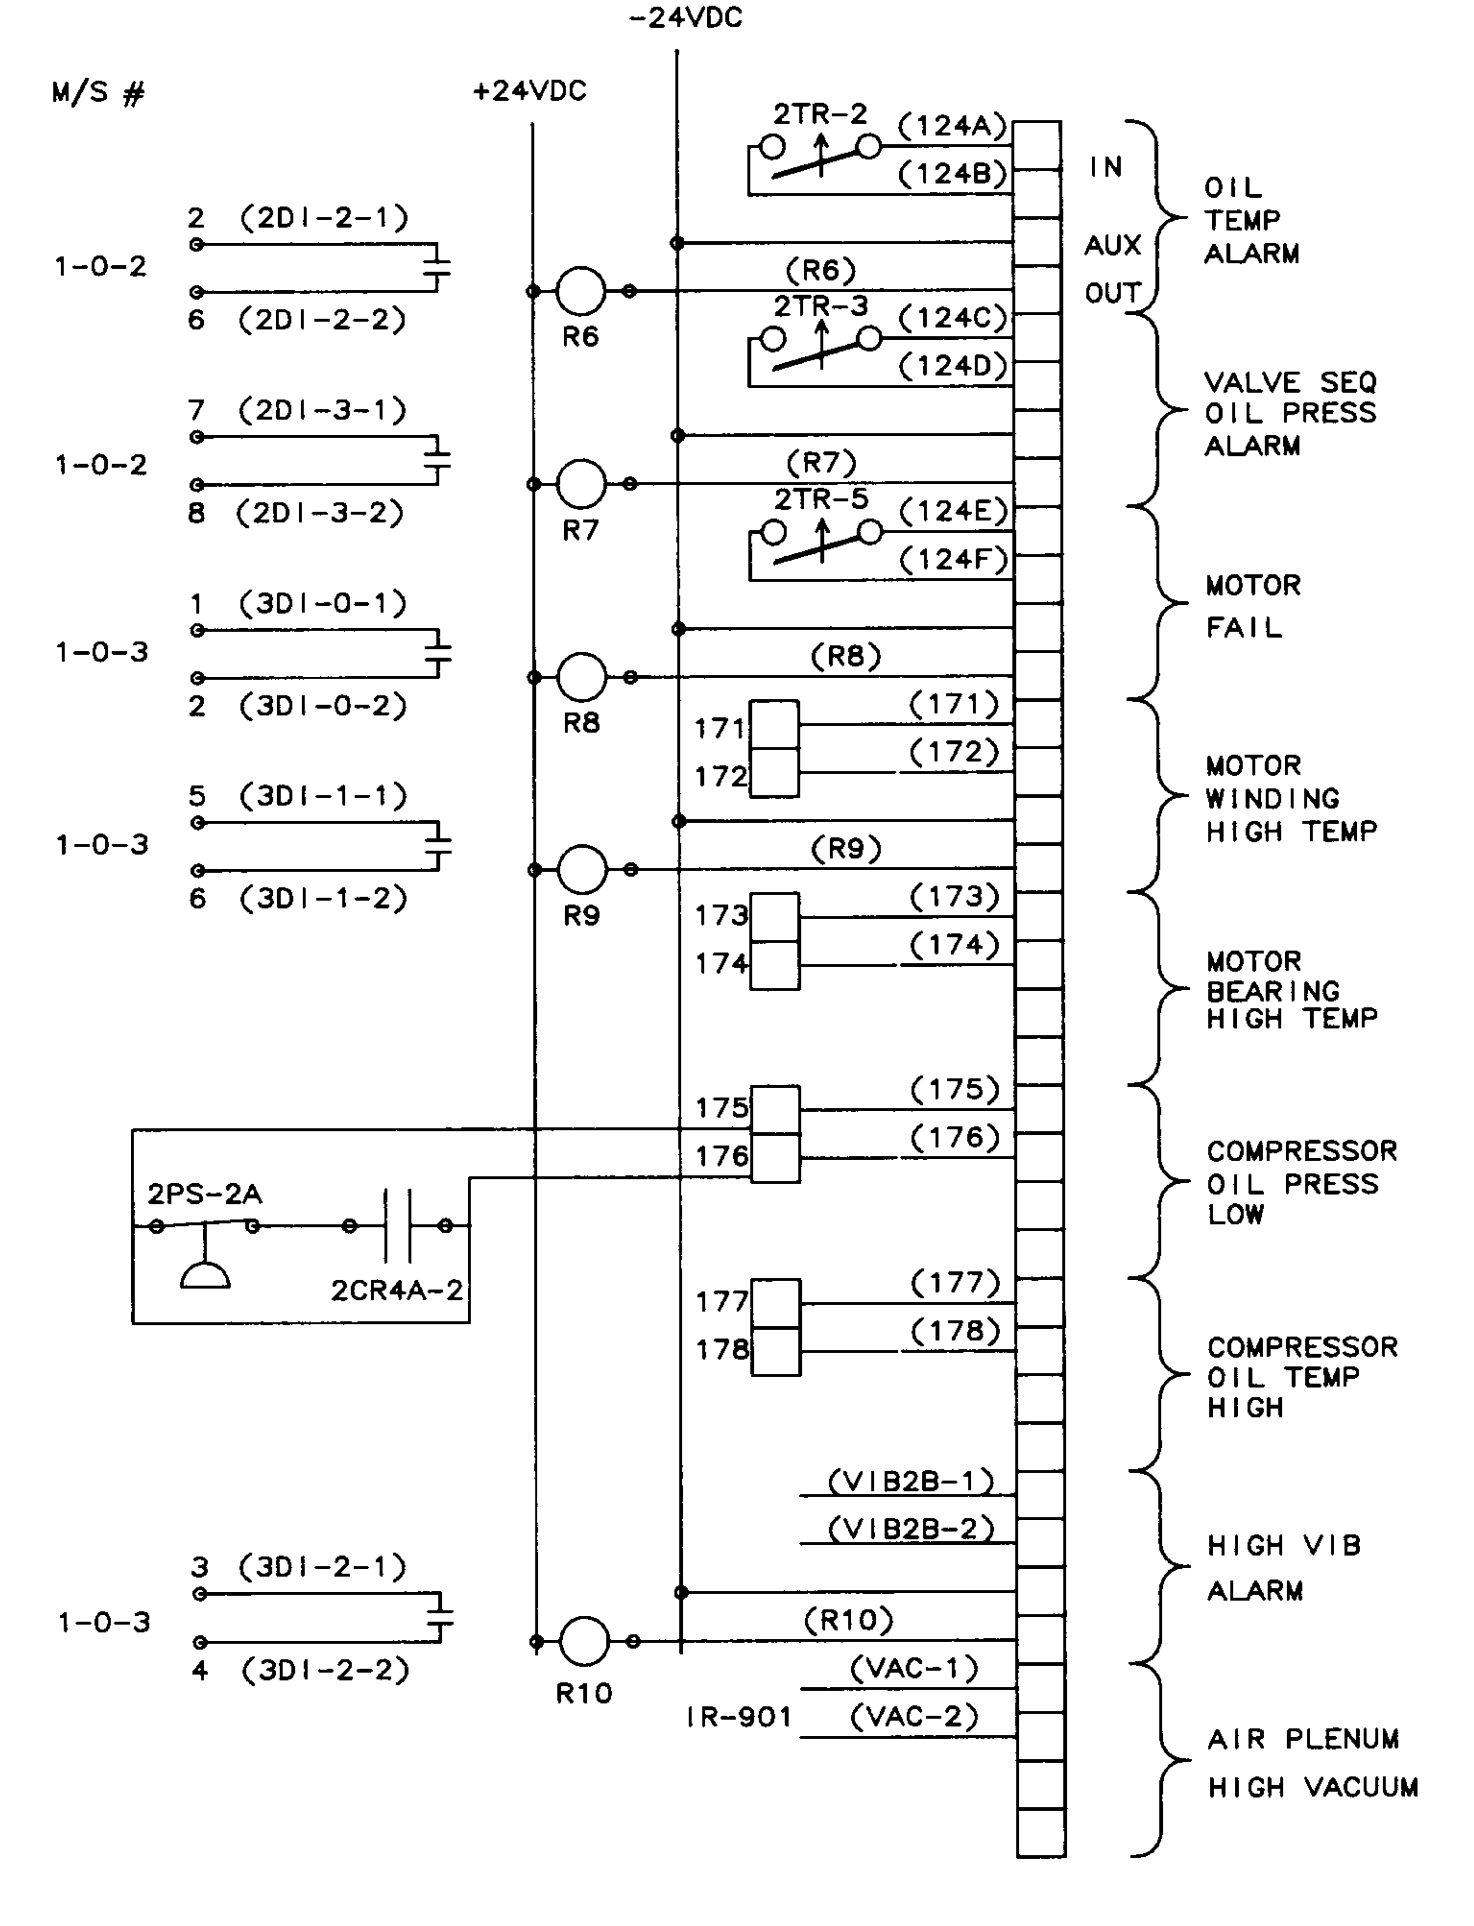 -24VDC
M/S #
+24VDC
2TR-2
(124A)
(124B)
IN
AUX
OUT
OIL
TEMP
ALARM
2 (2DI-2-1)
1-0-2
6 (2DI-2-2)
R6
(R6)
2TR-3
(124C)
(124D)
VALVE SEQ
OIL PRESS
ALARM
7 (2DI-3-1)
1-0-2
8 (2DI-3-2)
R7
(R7)
2TR-5
(124E)
(124F)
MOTOR
FAIL
1 (3DI-0-1)
1-0-3
2 (3DI-0-2)
R8
(R8)
171 (171)
172 (172)
MOTOR
WINDING
HIGH TEMP
5 (3DI-1-1)
1-0-3
6 (3DI-1-2)
R9
(R9)
173 (173)
174 (174)
MOTOR
BEARING
HIGH TEMP
175 (175)
176 (176)
COMPRESSOR
OIL PRESS
LOW
2PS-2A
2CR4A-2
177 (177)
178 (178)
COMPRESSOR
OIL TEMP
HIGH
(VIB2B-1)
(VIB2B-2)
HIGH VIB
ALARM
3 (3DI-2-1)
1-0-3
4 (3DI-2-2)
R10
(R10)
(VAC-1)
IR-901 (VAC-2)
AIR PLENUM
HIGH VACUUM